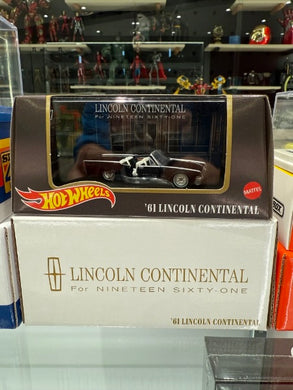 LINCOLN CONTINENTAL
For NINETEEN SIXTY-ONE
HOT WHEELS
MATTEL
'61 LINCOLN CONTINENTAL
LINCOLN CONTINENTAL
For NINETEEN SIXTY-ONE
'61 LINCOLN CONTINENTAL